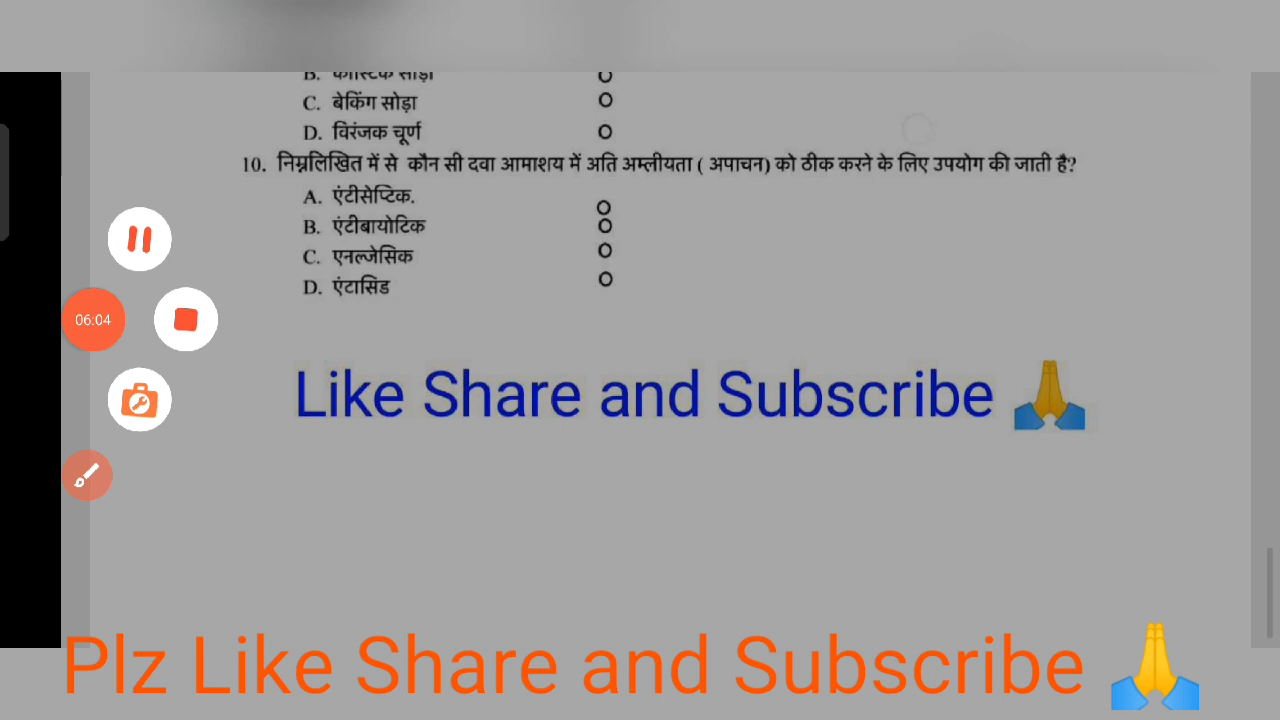 B. कास्टिक सोड़ा
C. बेकिंग सोड़ा
D. विरंजक चूर्ण
10. निम्नलिखित में से कौन सी दवा आमाशय में अति अम्लीयता ( अपाचन) को ठीक करने के लिए उपयोग की जाती है?
A. एंटीसेप्टिक.
B. एंटीबायोटिक
C. एनल्जेसिक
D. एंटासिड
06:04
Like Share and Subscribe 🙏
Plz Like Share and Subscribe 🙏